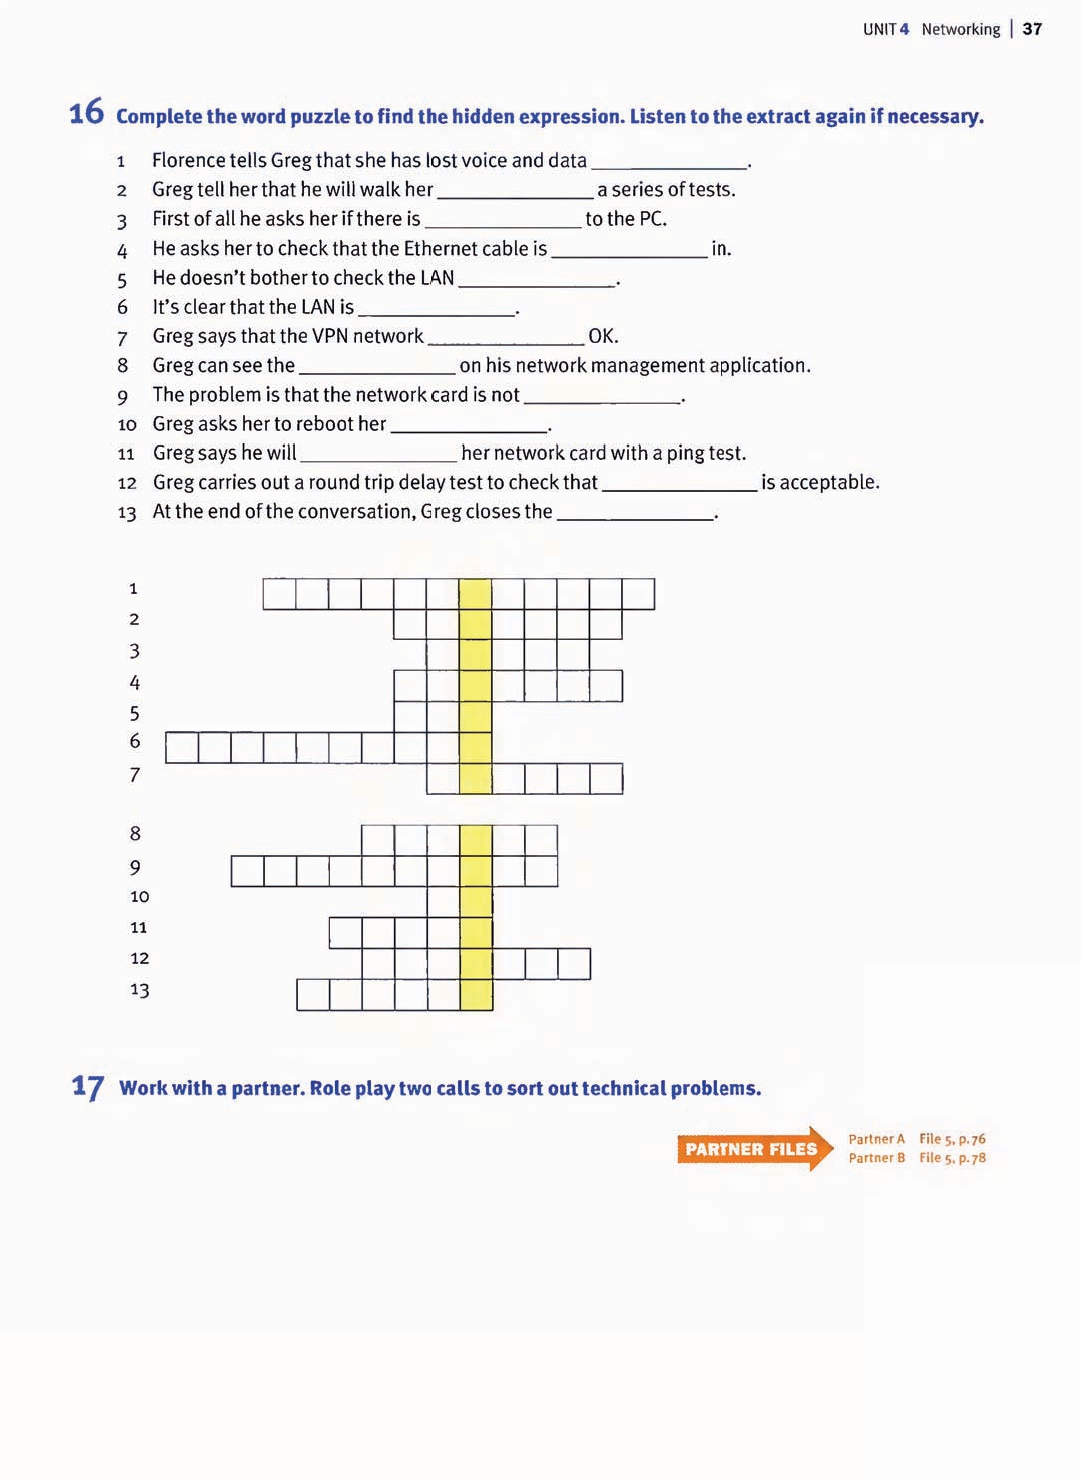 UNIT 4 Networking | 37
16 Complete the word puzzle to find the hidden expression. Listen to the extract again if necessary.
1 Florence tells Greg that she has lost voice and data ______________.
2 Greg tell her that he will walk her ______________ a series of tests.
3 First of all he asks her if there is ______________ to the PC.
4 He asks her to check that the Ethernet cable is ______________ in.
5 He doesn't bother to check the LAN ______________.
6 It's clear that the LAN is ______________.
7 Greg says that the VPN network ______________ OK.
8 Greg can see the ______________ on his network management application.
9 The problem is that the network card is not ______________.
10 Greg asks her to reboot her ______________.
11 Greg says he will ______________ her network card with a ping test.
12 Greg carries out a round trip delay test to check that ______________ is acceptable.
13 At the end of the conversation, Greg closes the ______________.
1
2
3
4
5
6
7
8
9
10
11
12
13
17 Work with a partner. Role play two calls to sort out technical problems.
PARTNER FILES
Partner A File 5, p.76
Partner B File 5, p.78